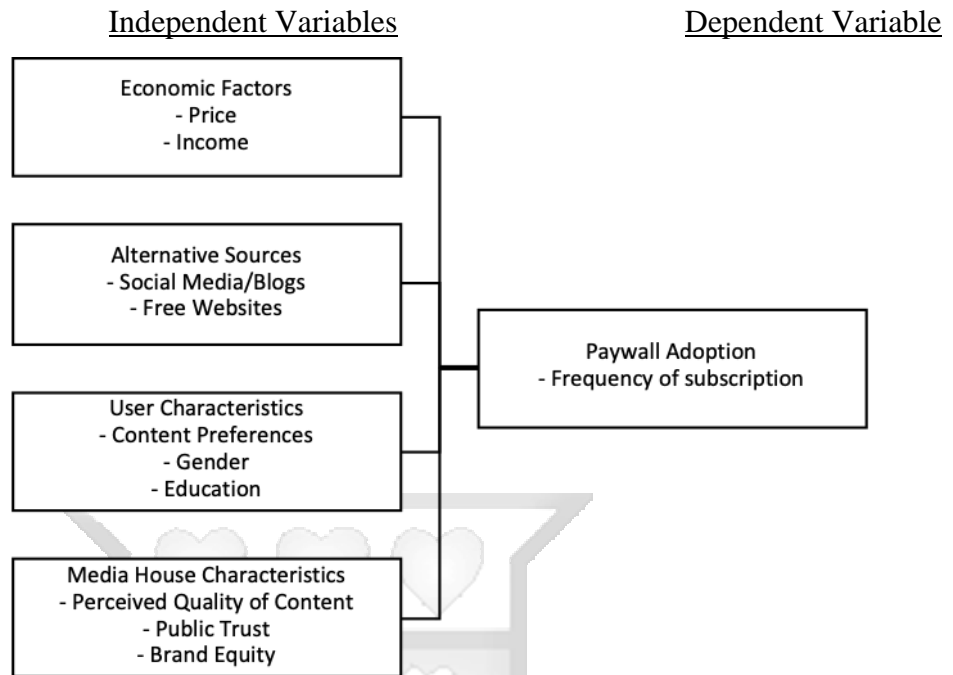 Independent Variables
Dependent Variable
Economic Factors
- Price
- Income
Alternative Sources
- Social Media/Blogs
- Free Websites
User Characteristics
- Content Preferences
- Gender
- Education
Media House Characteristics
- Perceived Quality of Content
- Public Trust
- Brand Equity
Paywall Adoption
- Frequency of subscription